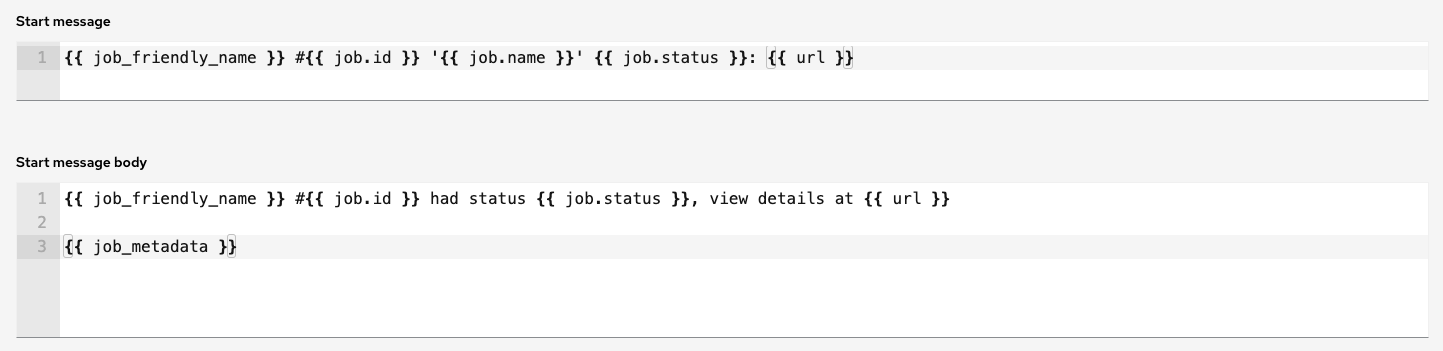 Start message
1 {{ job_friendly_name }} #{{ job.id }} '{{ job.name }}' {{ job.status }}: {{ url }}
Start message body
1 {{ job_friendly_name }} #{{ job.id }} had status {{ job.status }}, view details at {{ url }}
2
3 {{ job_metadata }}